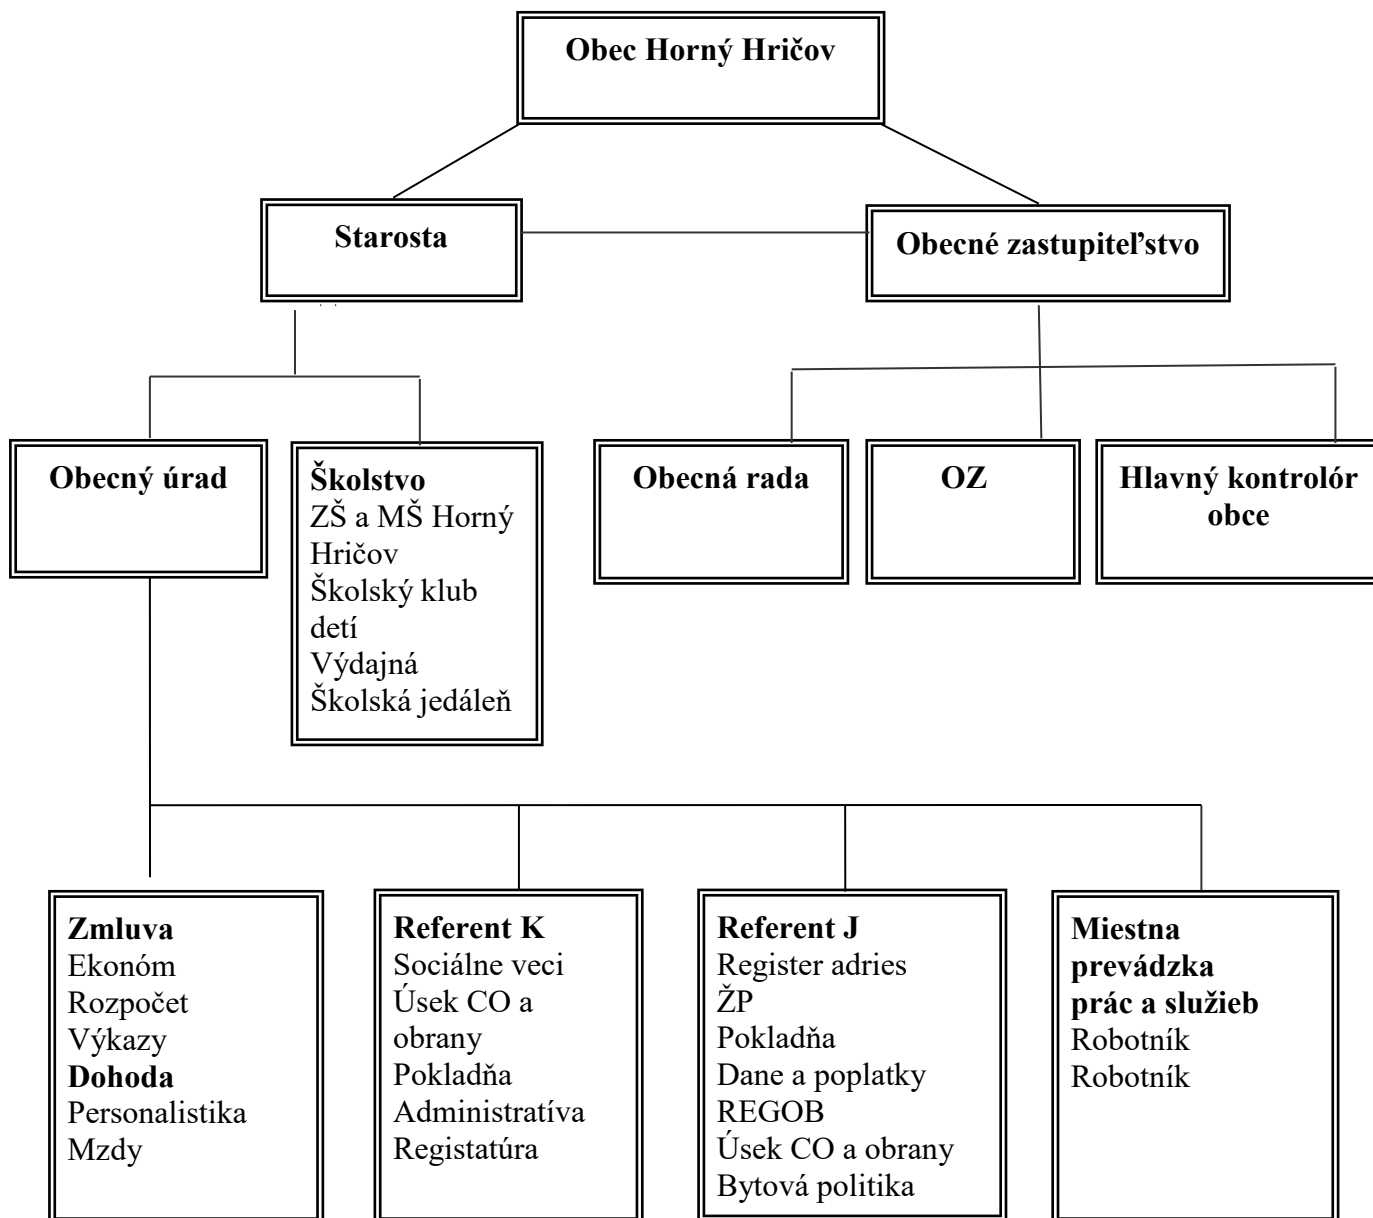 Obec Horný Hričov
Starosta
Obecné zastupiteľstvo
Obecný úrad
Školstvo
ZŠ a MŠ Horný
Hričov
Školský klub
detí
Výdajná
Školská jedáleň
Obecná rada
OZ
Hlavný kontrolór
obce
Zmluva
Ekonóm
Rozpočet
Výkazy
Dohoda
Personalistika
Mzdy
Referent K
Sociálne veci
Úsek CO a
obrany
Pokladňa
Administratíva
Registatúra
Referent J
Register adries
ŽP
Pokladňa
Dane a poplatky
REGOB
Úsek CO a obrany
Bytová politika
Miestna
prevádzka
prác a služieb
Robotník
Robotník